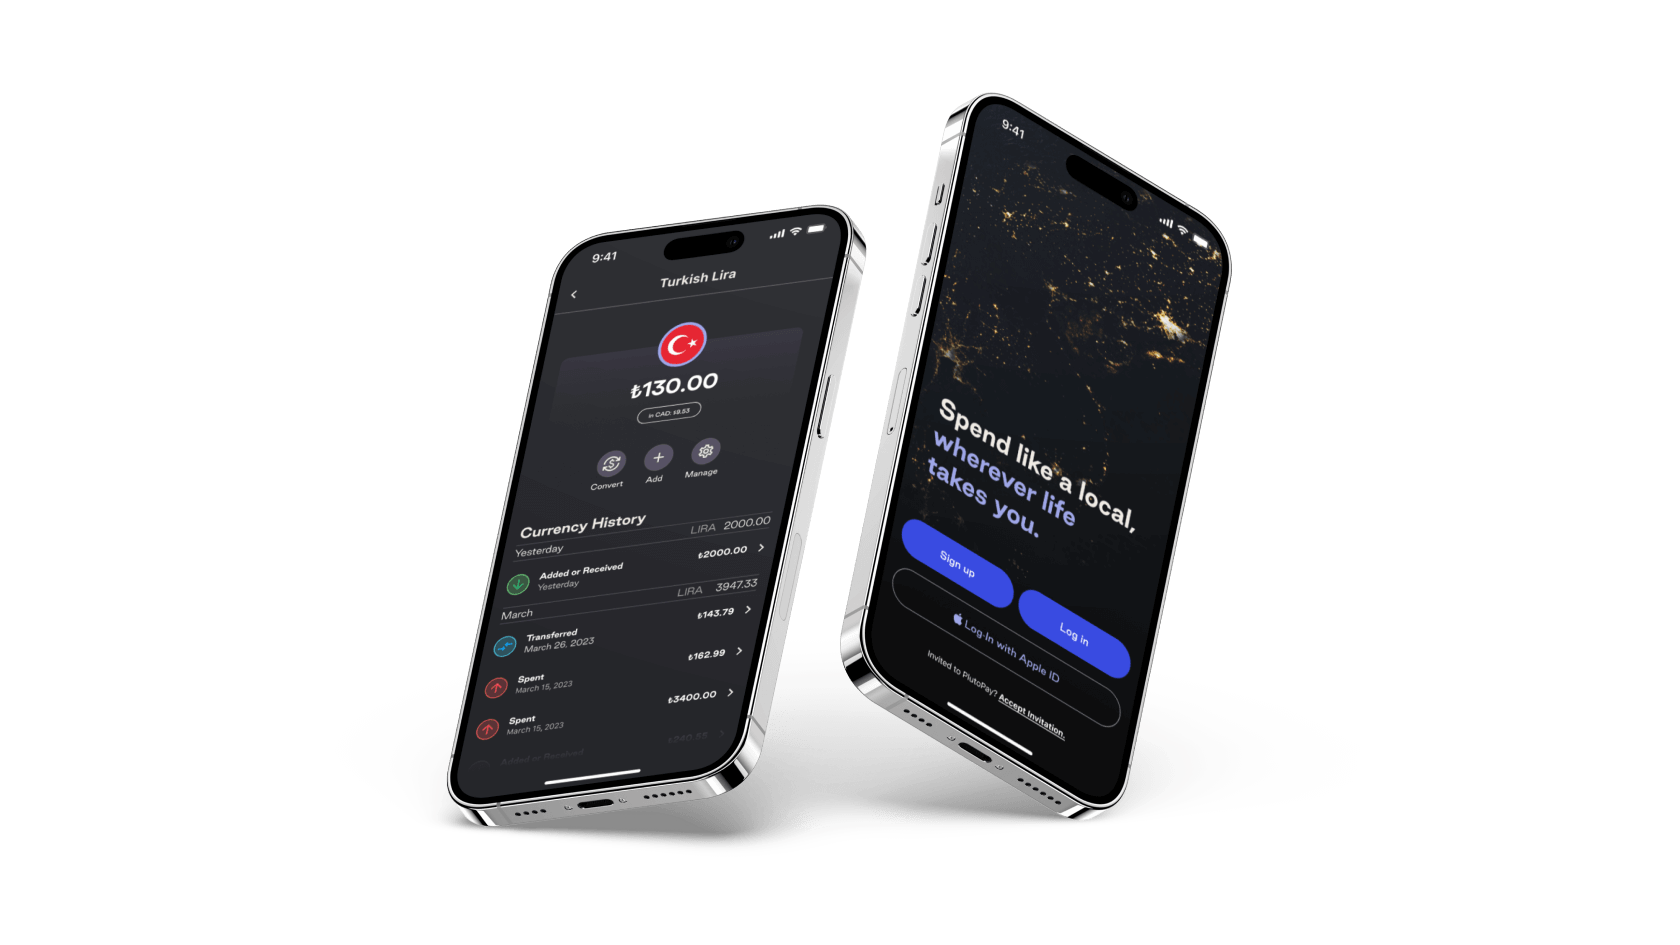 9:41
Turkish Lira
₺130.00
In CAD: $9.53
Convert
Add
Manage
Currency History
Yesterday
LIRA 2000.00
Added or Received
Yesterday
₺2000.00
March
LIRA 3947.33
Transferred
March 26, 2023
₺143.79
Spent
March 15, 2023
₺162.99
Spent
March 15, 2023
₺3400.00
Added or Received
9:41
Spend like a local,
wherever life
takes you.
Sign up
Log in
Log-In with Apple ID
Invited to PlutoPay? Accept Invitation.